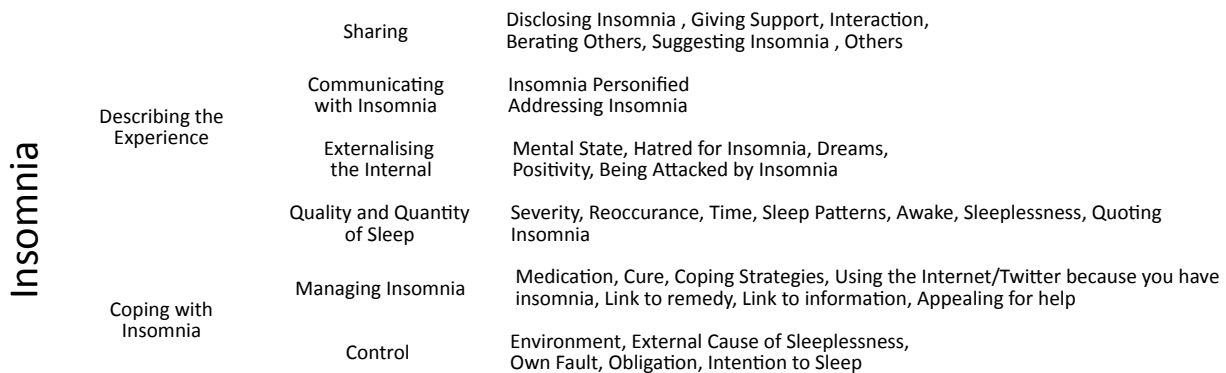 Insomnia
Describing the
Experience
Sharing
Disclosing Insomnia , Giving Support, Interaction,
Berating Others, Suggesting Insomnia , Others
Communicating
with Insomnia
Insomnia Personified
Addressing Insomnia
Externalising
the Internal
Mental State, Hatred for Insomnia, Dreams,
Positivity, Being Attacked by Insomnia
Quality and Quantity
of Sleep
Severity, Reoccurance, Time, Sleep Patterns, Awake, Sleeplessness, Quoting
Insomnia
Coping with
Insomnia
Managing Insomnia
Medication, Cure, Coping Strategies, Using the Internet/Twitter because you have
insomnia, Link to remedy, Link to information, Appealing for help
Control
Environment, External Cause of Sleeplessness,
Own Fault, Obligation, Intention to Sleep